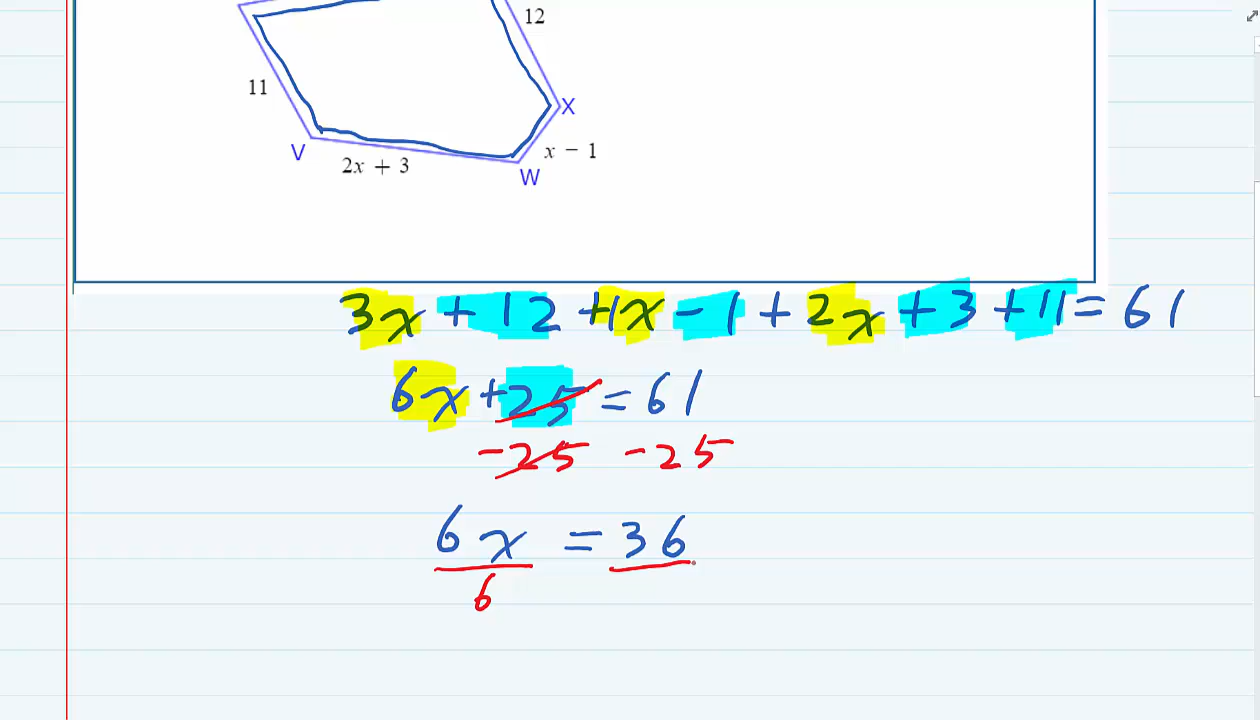 12
11
X
x − 1
V
2x + 3
W
3x + 12 + 1x - 1 + 2x + 3 + 11 = 61
6x + 25 = 61
-25 -25
6x = 36
6